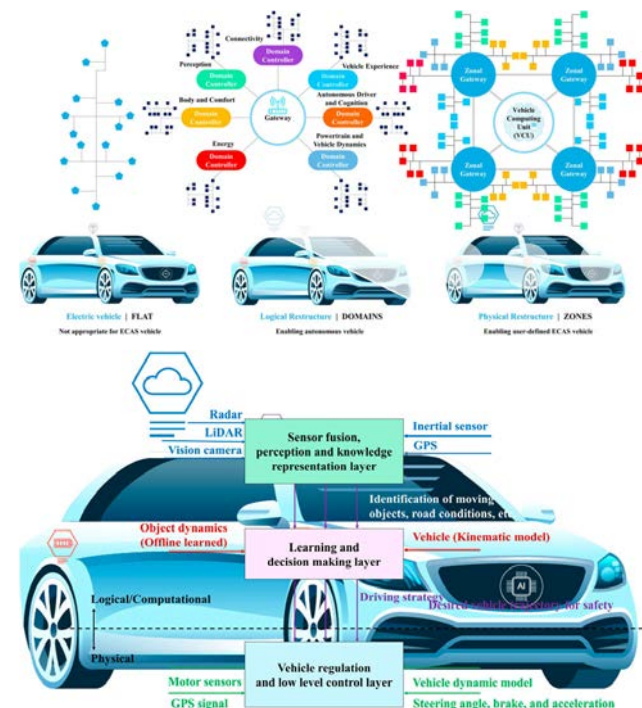 Connectivity
Domain
Controller
Perception
Domain
Controller
Vehicle Experience
Domain
Controller
Body and Comfort
Domain
Controller
Gateway
Autonomous Driver
and Cognition
Domain
Controller
Energy
Domain
Controller
Powertrain and
Vehicle Dynamics
Domain
Controller
Zonal
Gateway
Zonal
Gateway
Vehicle
Computing
Unit
(VCU)
Zonal
Gateway
Zonal
Gateway
Electric vehicle | FLAT
Not appropriate for ECAS vehicle
Logical Restructure | DOMAINS
Enabling autonomous vehicle
Physical Restructure | ZONES
Enabling user-defined ECAS vehicle
Radar
LiDAR
Vision camera
Sensor fusion,
perception and knowledge
representation layer
Inertial sensor
GPS
Identification of moving
objects, road conditions, etc
Object dynamics
(Offline learned)
Learning and
decision making layer
Vehicle (Kinematic model)
Ai
Driving strategy
Desired vehicle trajectory for safety
Logical/Computational
Physical
Motor sensors
GPS signal
Vehicle regulation
and low level control layer
Vehicle dynamic model
Steering angle, brake, and acceleration